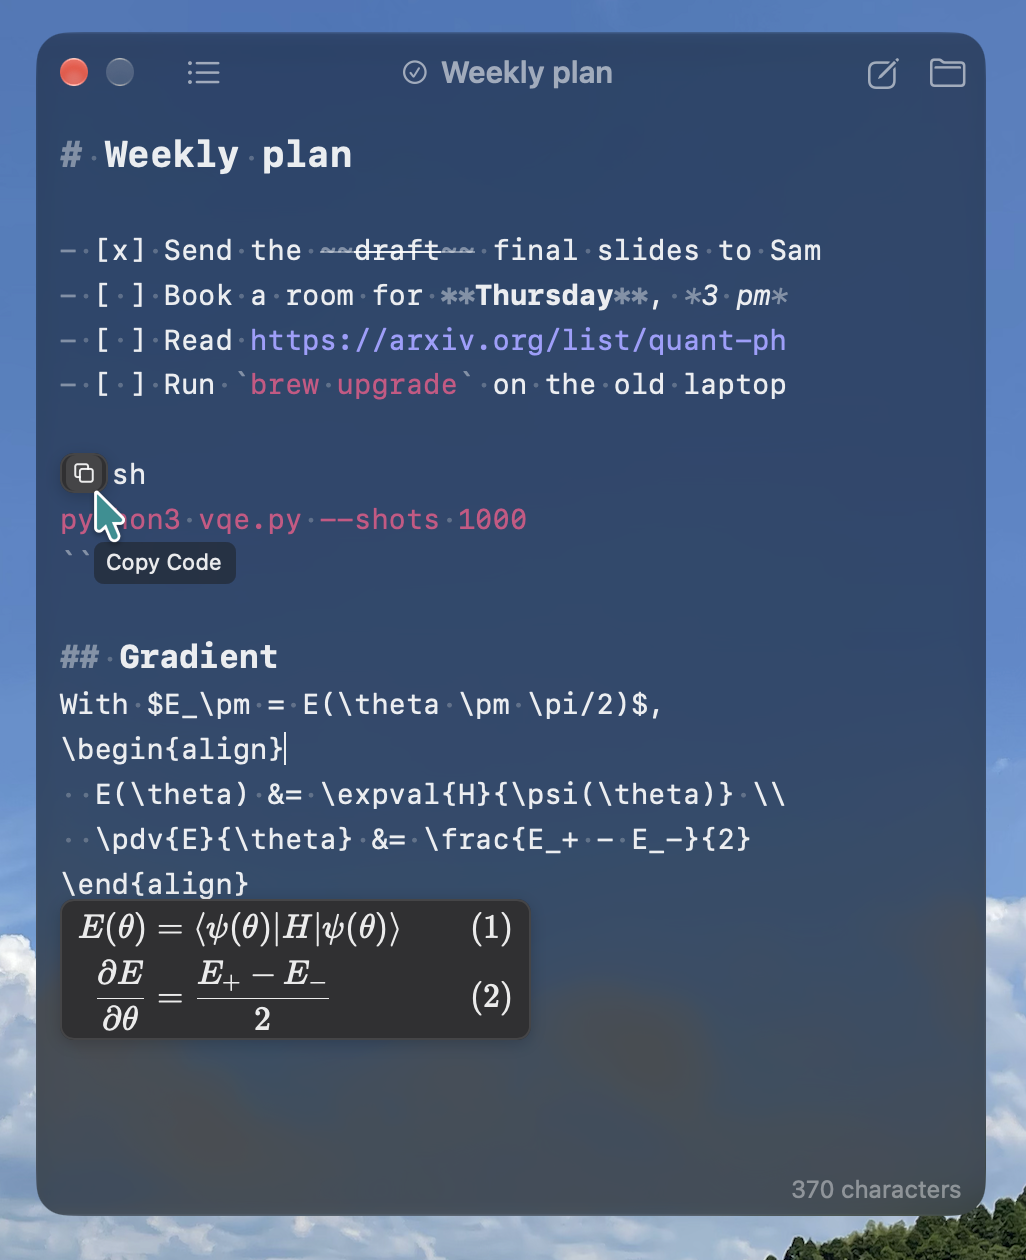 Weekly plan
# Weekly plan
- [x] Send the ~~draft~~ final slides to Sam
- [ ] Book a room for **Thursday**, *3 pm*
- [ ] Read https://arxiv.org/list/quant-ph
- [ ] Run `brew upgrade` on the old laptop
sh
python3 vqe.py --shots 1000
``
Copy Code
## Gradient
With $E_\pm = E(\theta \pm \pi/2)$,
\begin{align}
  E(\theta) &= \expval{H}{\psi(\theta)} \\
  \pdv{E}{\theta} &= \frac{E_+ - E_-}{2}
\end{align}
E(θ) = ⟨ψ(θ)|H|ψ(θ)⟩ (1)
∂E/∂θ = (E₊ − E₋)/2 (2)
370 characters